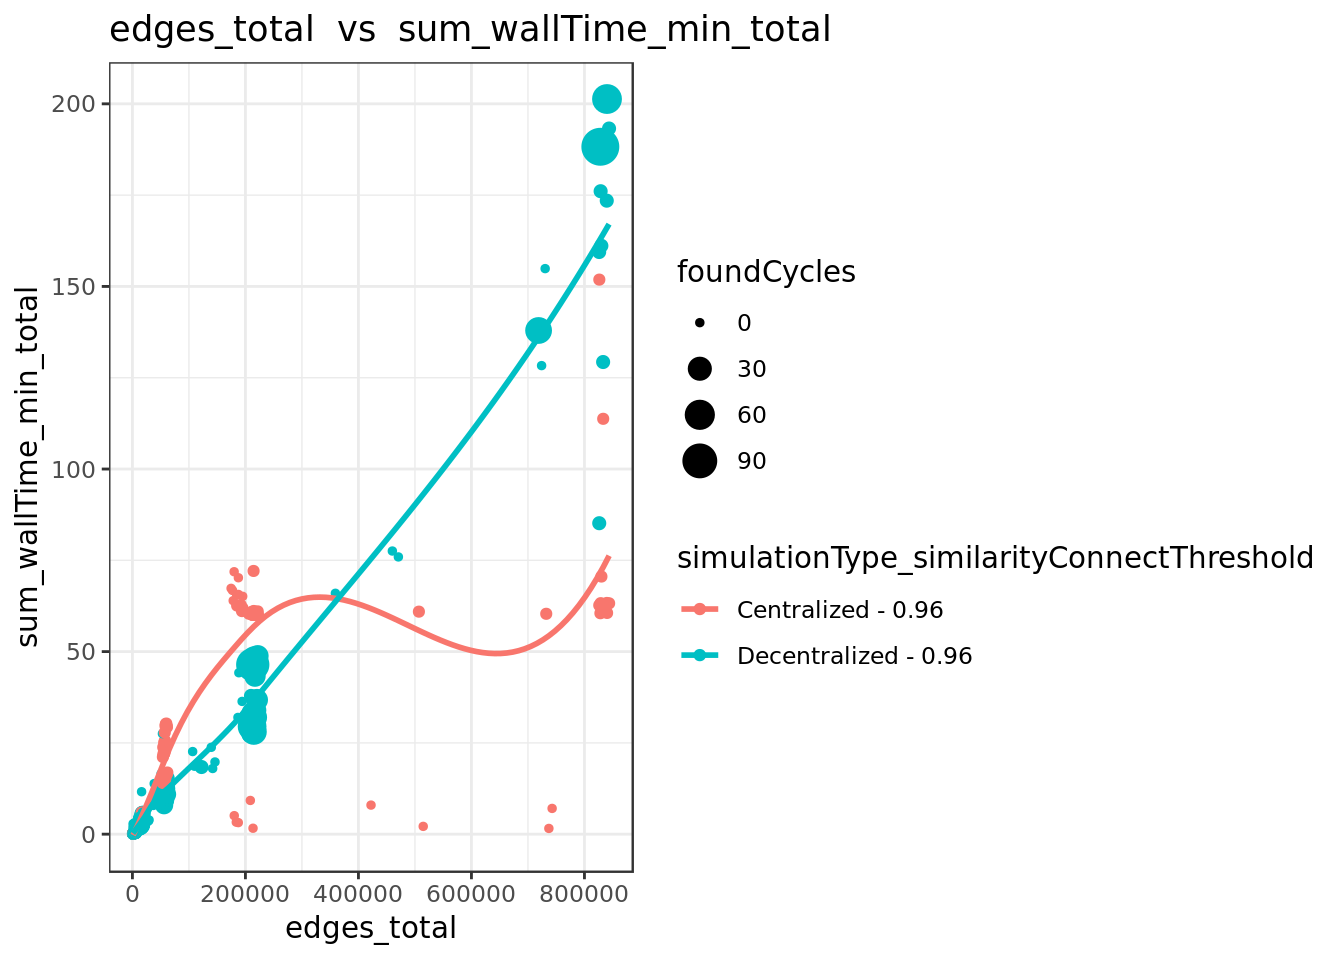 edges_total vs sum_wallTime_min_total
sum_wallTime_min_total
200
150
100
50
0
0
200000
400000
600000
800000
edges_total
foundCycles
0
30
60
90
simulationType_similarityConnectThreshold
Centralized - 0.96
Decentralized - 0.96